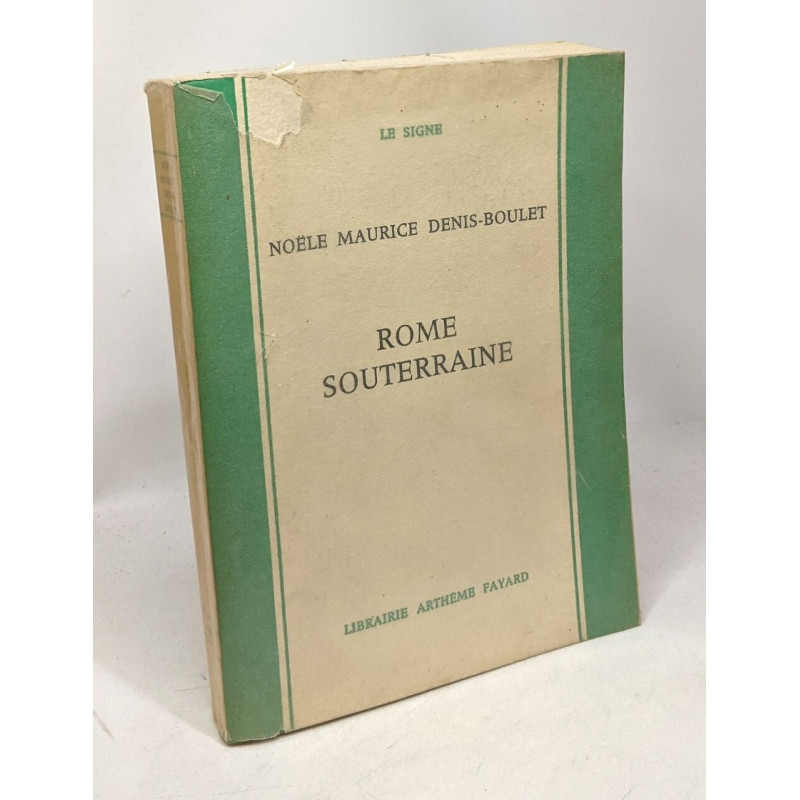 LE SIGNE
NOËLE MAURICE DENIS-BOULET
ROME
SOUTERRAINE
LIBRAIRIE ARTHÈME FAYARD